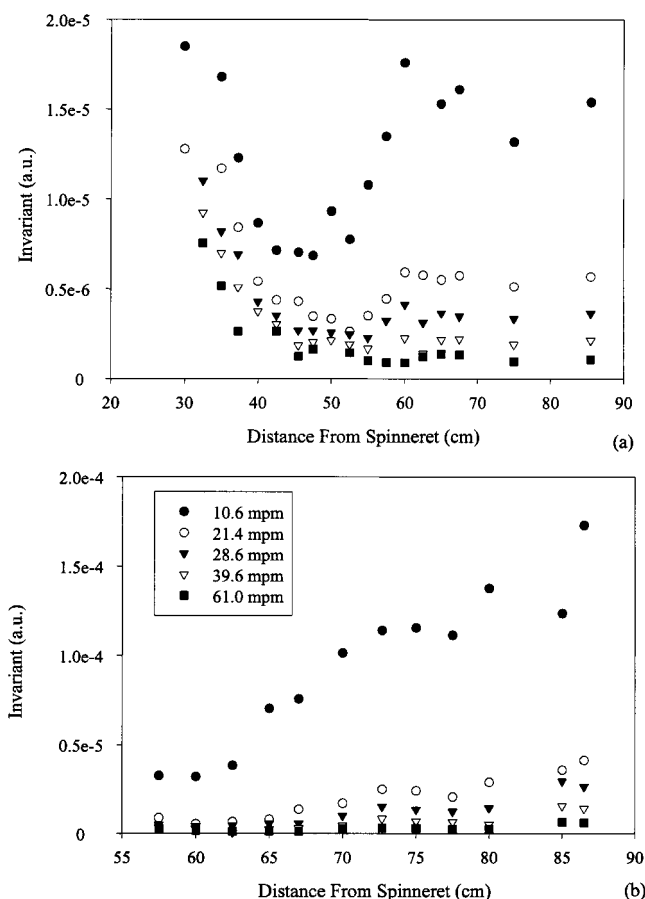 2.0e-5
1.5e-5
1.0e-5
0.5e-6
0
Invariant (a.u.)
20 30 40 50 60 70 80 90
Distance From Spinneret (cm)
(a)
2.0e-4
1.5e-4
1.0e-4
0.5e-5
0
Invariant (a.u.)
10.6 mpm
21.4 mpm
28.6 mpm
39.6 mpm
61.0 mpm
55 60 65 70 75 80 85 90
Distance From Spinneret (cm)
(b)